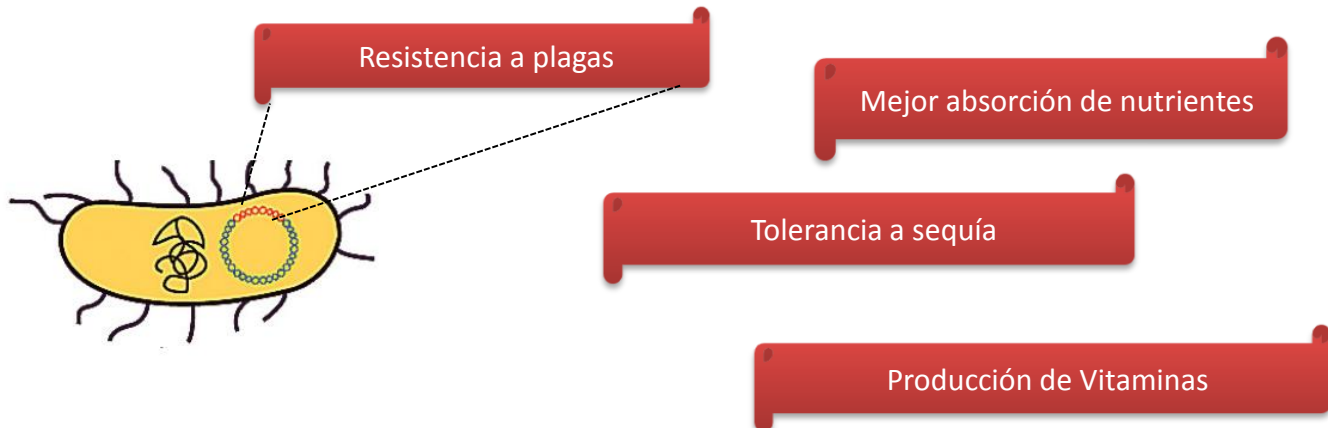 Resistencia a plagas
Mejor absorción de nutrientes
Tolerancia a sequía
Producción de Vitaminas